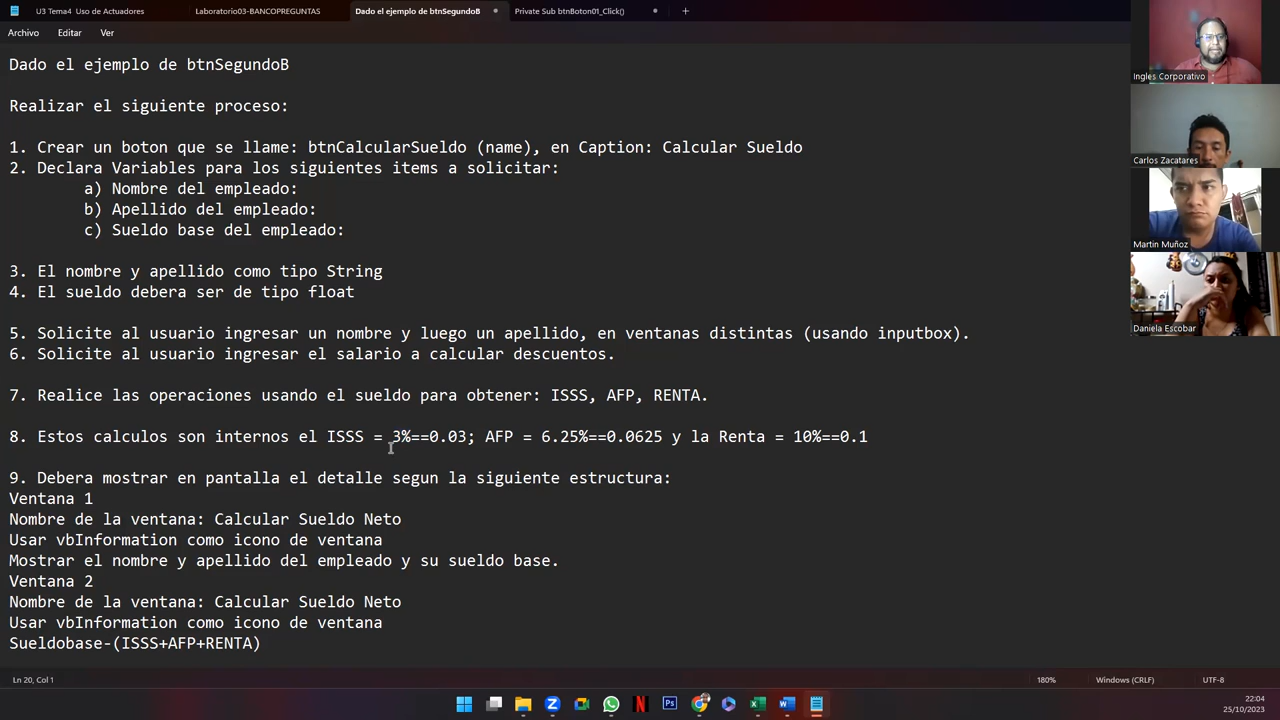 U3 Tema4 Uso de Actuadores
Laboratorio03-BANCOPREGUNTAS
Dado el ejemplo de btnSegundoB
Private Sub btnBoton01_Click()
Archivo Editar Ver
Dado el ejemplo de btnSegundoB
Realizar el siguiente proceso:
1. Crear un boton que se llame: btnCalcularSueldo (name), en Caption: Calcular Sueldo
2. Declara Variables para los siguientes items a solicitar:
a) Nombre del empleado:
b) Apellido del empleado:
c) Sueldo base del empleado:
3. El nombre y apellido como tipo String
4. El sueldo debera ser de tipo float
5. Solicite al usuario ingresar un nombre y luego un apellido, en ventanas distintas (usando inputbox).
6. Solicite al usuario ingresar el salario a calcular descuentos.
7. Realice las operaciones usando el sueldo para obtener: ISSS, AFP, RENTA.
8. Estos calculos son internos el ISSS = 3%==0.03; AFP = 6.25%==0.0625 y la Renta = 10%==0.1
9. Debera mostrar en pantalla el detalle segun la siguiente estructura:
Ventana 1
Nombre de la ventana: Calcular Sueldo Neto
Usar vbInformation como icono de ventana
Mostrar el nombre y apellido del empleado y su sueldo base.
Ventana 2
Nombre de la ventana: Calcular Sueldo Neto
Usar vbInformation como icono de ventana
Sueldobase-(ISSS+AFP+RENTA)
Ingles Corporativo
Carlos Zacatares
Martin Muñoz
Daniela Escobar
Ln 20, Col 1
180%
Windows (CRLF)
UTF-8
Ps
22:04
25/10/2023